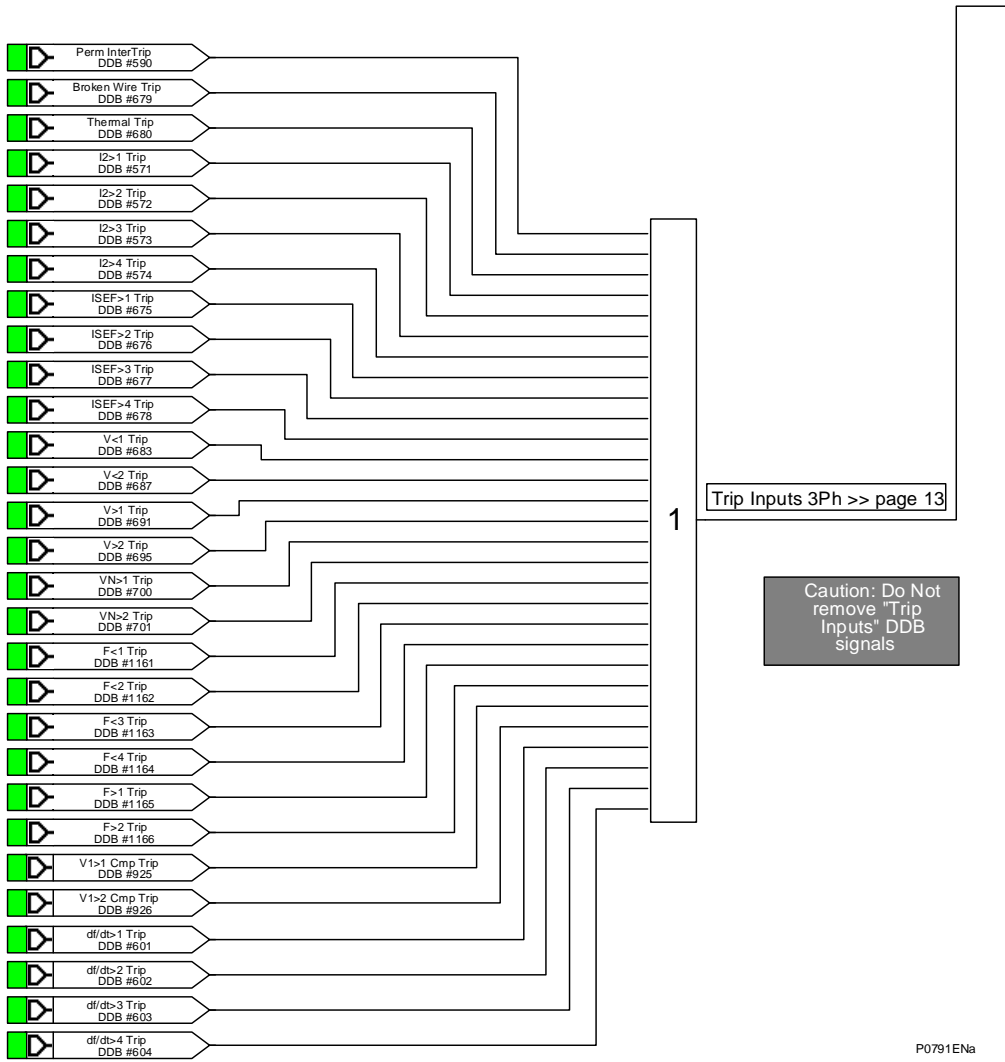 Perm InterTrip
DDB #590
Broken Wire Trip
DDB #679
Thermal Trip
DDB #680
I2>1 Trip
DDB #571
I2>2 Trip
DDB #572
I2>3 Trip
DDB #573
I2>4 Trip
DDB #574
ISEF>1 Trip
DDB #675
ISEF>2 Trip
DDB #676
ISEF>3 Trip
DDB #677
ISEF>4 Trip
DDB #678
V<1 Trip
DDB #683
V<2 Trip
DDB #687
V>1 Trip
DDB #691
V>2 Trip
DDB #695
VN>1 Trip
DDB #700
VN>2 Trip
DDB #701
F<1 Trip
DDB #1161
F<2 Trip
DDB #1162
F<3 Trip
DDB #1163
F<4 Trip
DDB #1164
F>1 Trip
DDB #1165
F>2 Trip
DDB #1166
V1>1 Cmp Trip
DDB #925
V1>2 Cmp Trip
DDB #926
df/dt>1 Trip
DDB #601
df/dt>2 Trip
DDB #602
df/dt>3 Trip
DDB #603
df/dt>4 Trip
DDB #604
1
Trip Inputs 3Ph >> page 13
Caution: Do Not
remove "Trip
Inputs" DDB
signals
P0791ENa